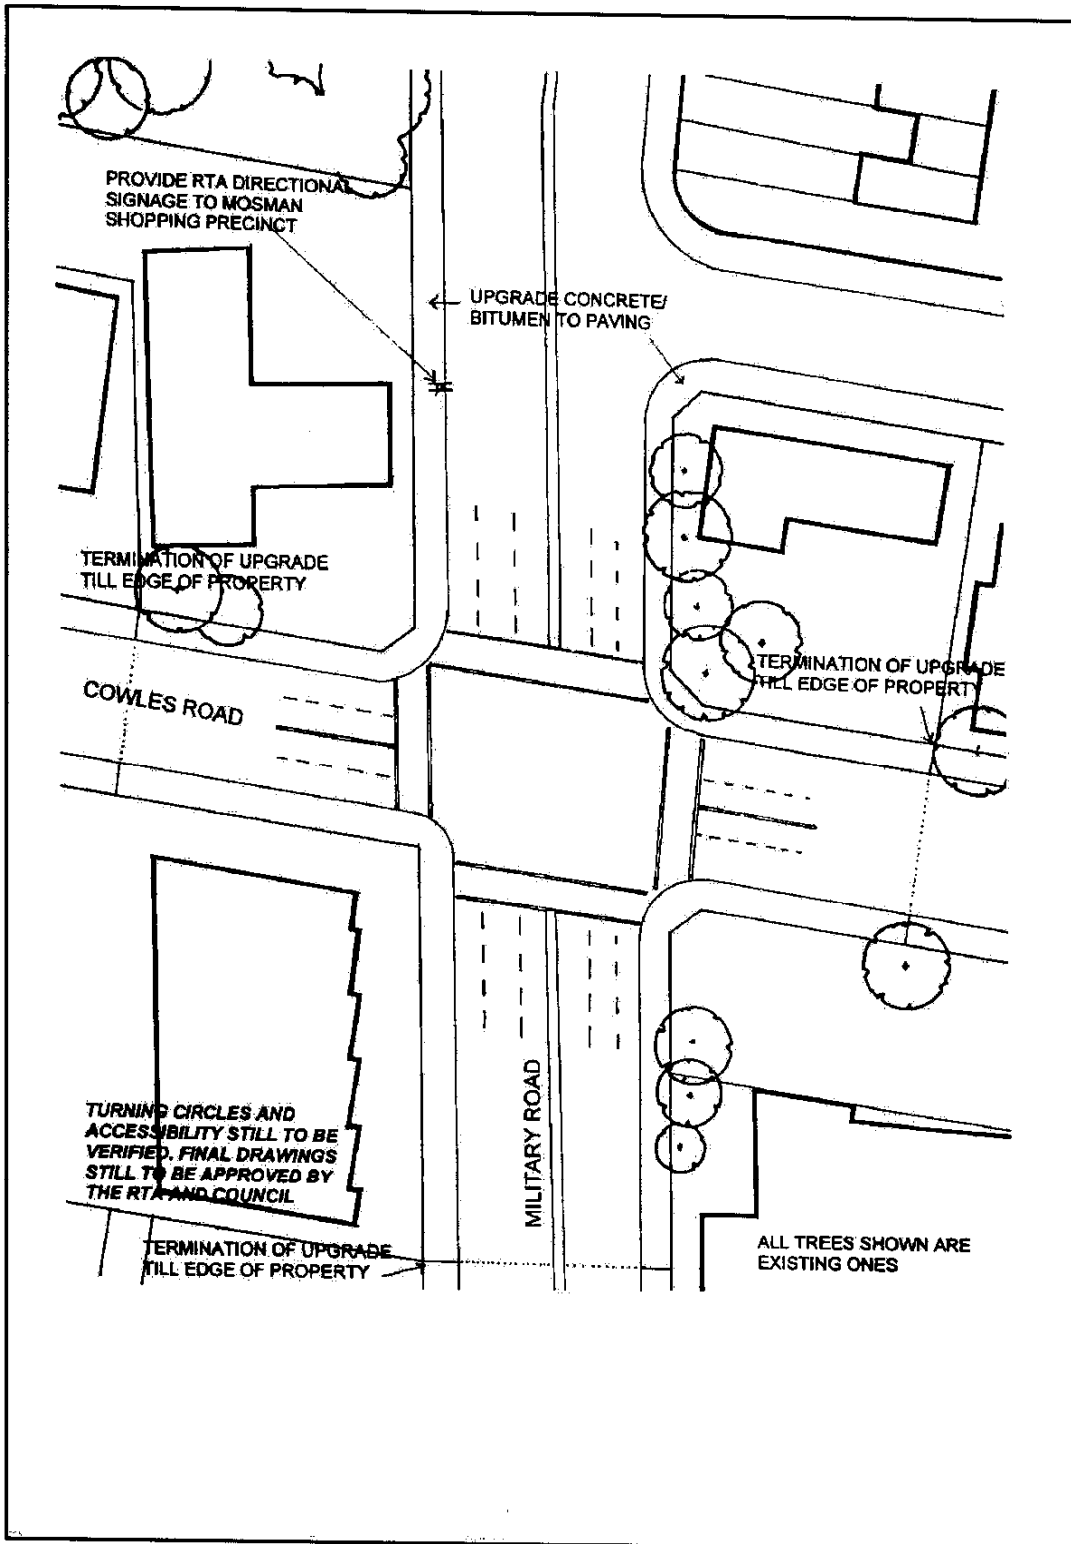 PROVIDE RTA DIRECTIONAL
SIGNAGE TO MOSMAN
SHOPPING PRECINCT
UPGRADE CONCRETE/
BITUMEN TO PAVING
TERMINATION OF UPGRADE
TILL EDGE OF PROPERTY
COWLES ROAD
TERMINATION OF UPGRADE
TILL EDGE OF PROPERTY
MILITARY ROAD
TURNING CIRCLES AND
ACCESSIBILITY STILL TO BE
VERIFIED. FINAL DRAWINGS
STILL TO BE APPROVED BY
THE RTA AND COUNCIL
TERMINATION OF UPGRADE
TILL EDGE OF PROPERTY
ALL TREES SHOWN ARE
EXISTING ONES